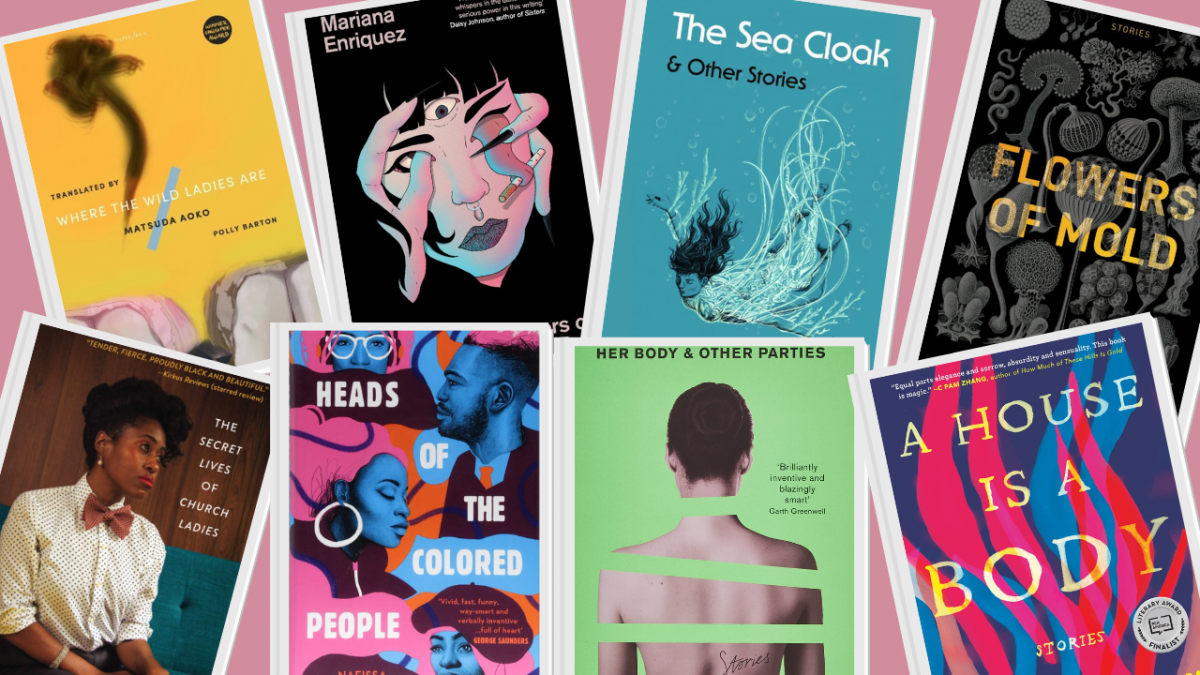 WINNER,
TRANSLATED BY
WHERE THE WILD LADIES ARE
MATSUDA AOKO
POLLY BARTON
whispers in the
serious power in this writing'
Daisy Johnson, author of Sisters
Mariana
Enriquez
The Sea Cloak
& Other Stories
STORIES
FLOWERS
OF MOLD
"TENDER, FIERCE, PROUDLY BLACK AND BEAUTIFUL."
—Kirkus Reviews (starred review)
THE
SECRET
LIVES
OF
CHURCH
LADIES
HEADS
OF
THE
COLORED
PEOPLE
'Vivid, fast, funny,
way-smart and
verbally inventive
...full of heart'
GEORGE SAUNDERS
NAFISSA
HER BODY & OTHER PARTIES
'Brilliantly
inventive and
blazingly
smart'
Garth Greenwell
Stories
"Equal parts elegance and sorrow, absurdity and sensuality. This book
is magic." —C PAM ZHANG, author of How Much of These Hills Is Gold
A HOUSE
IS A
BODY
STORIES
LITERARY AWARD
PEN AMERICA
FINALIST